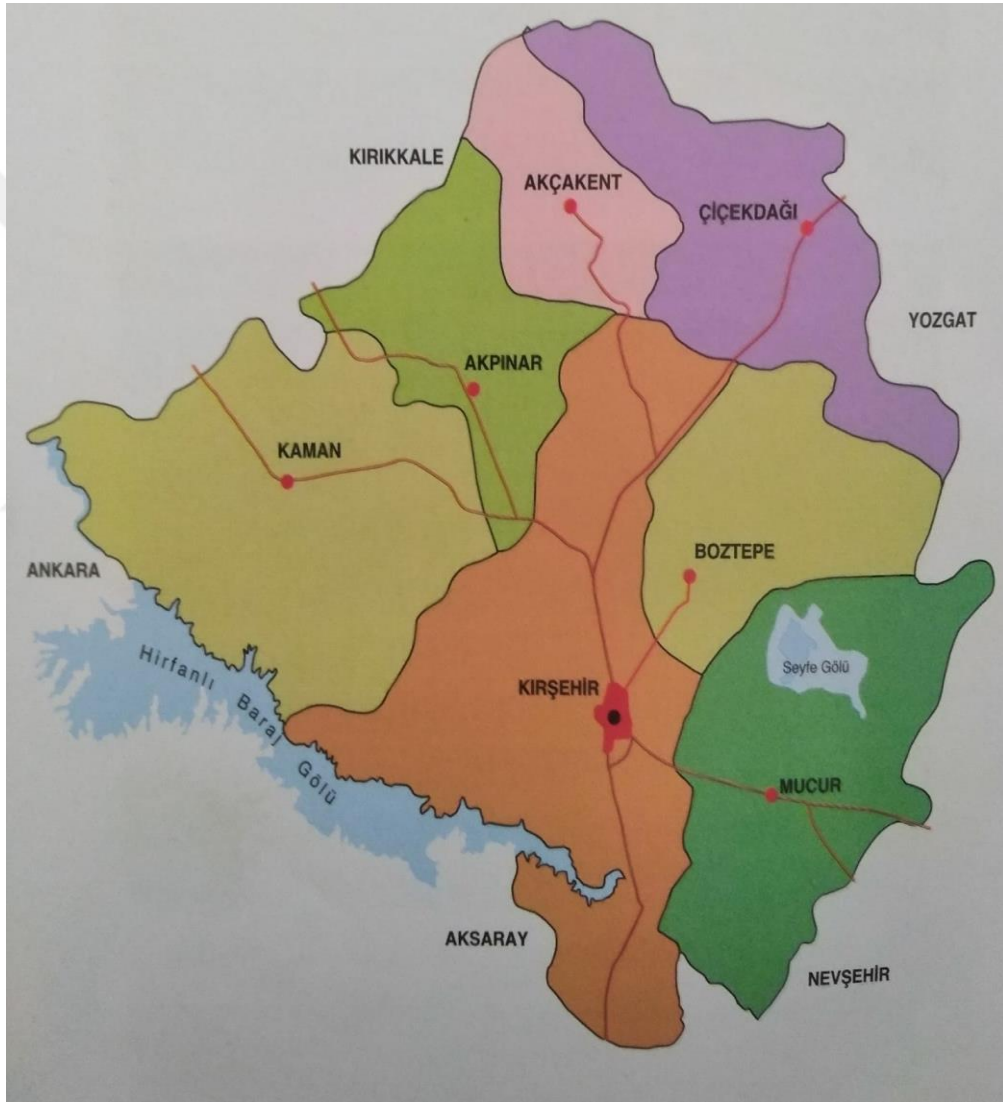 KIRIKKALE
AKÇAKENT
ÇİÇEKDAĞI
YOZGAT
AKPINAR
KAMAN
BOZTEPE
ANKARA
Hirfanlı Baraj Gölü
Seyfe Gölü
KIRŞEHİR
MUCUR
AKSARAY
NEVŞEHİR